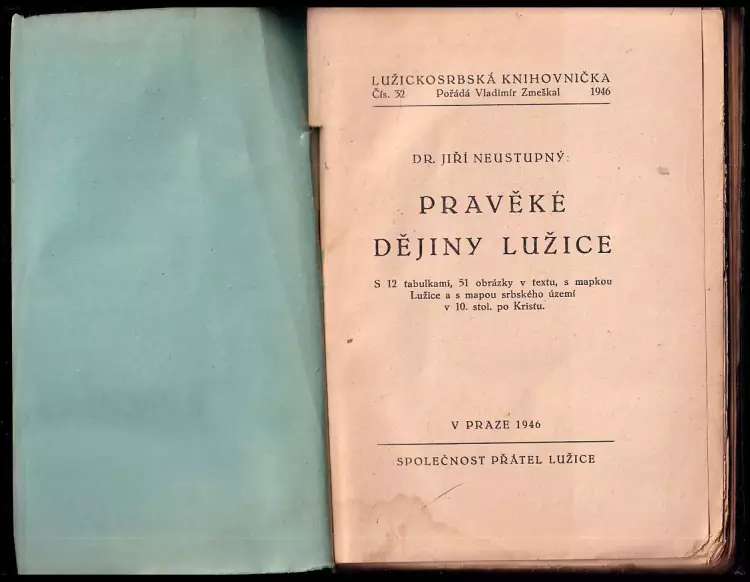 LUŽICKOSRBSKÁ KNIHOVNIČKA
Čís. 32 Pořádá Vladimír Zmeškal 1946
DR. JIŘÍ NEUSTUPNÝ:
PRAVĚKÉ
DĚJINY LUŽICE
S 12 tabulkami, 51 obrázky v textu, s mapkou
Lužice a s mapou srbského území
v 10. stol. po Kristu.
V PRAZE 1946
SPOLEČNOST PŘÁTEL LUŽICE